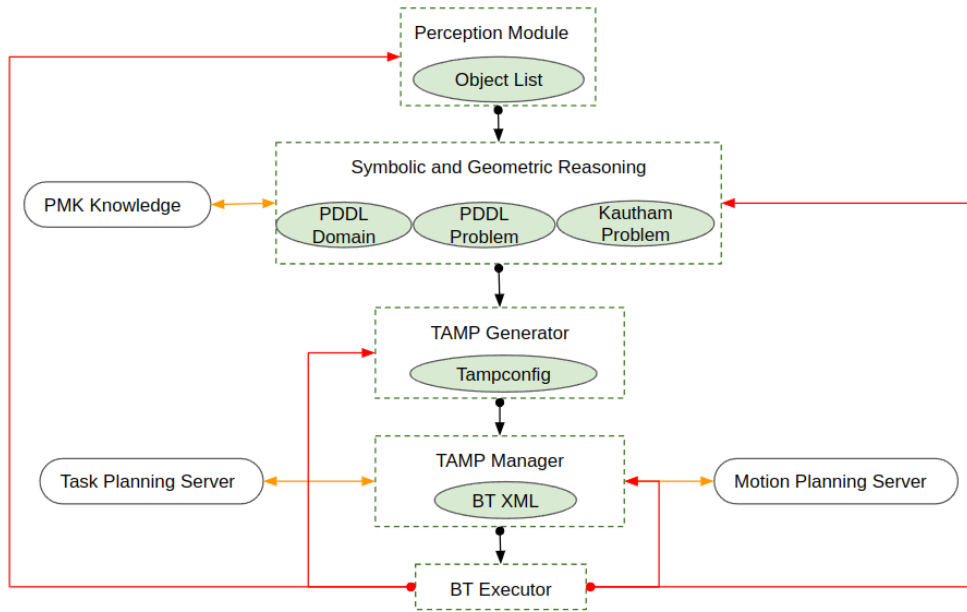 Perception Module
Object List
Symbolic and Geometric Reasoning
PMK Knowledge
PDDL
Domain
PDDL
Problem
Kautham
Problem
TAMP Generator
Tampconfig
TAMP Manager
Task Planning Server
BT XML
Motion Planning Server
BT Executor